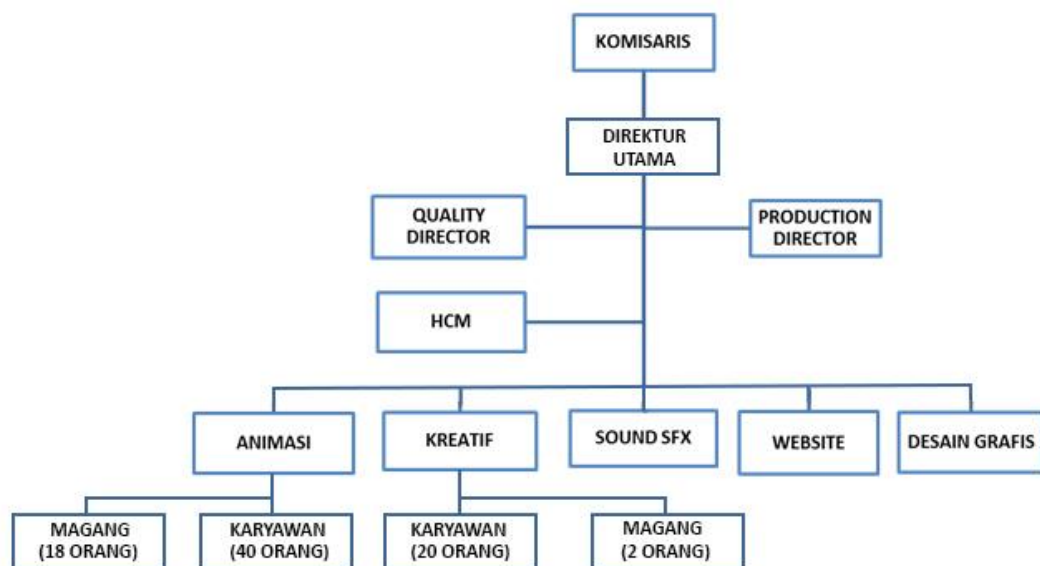 KOMISARIS
DIREKTUR
UTAMA
QUALITY
DIRECTOR
PRODUCTION
DIRECTOR
HCM
ANIMASI
KREATIF
SOUND SFX
WEBSITE
DESAIN GRAFIS
MAGANG
(18 ORANG)
KARYAWAN
(40 ORANG)
KARYAWAN
(20 ORANG)
MAGANG
(2 ORANG)